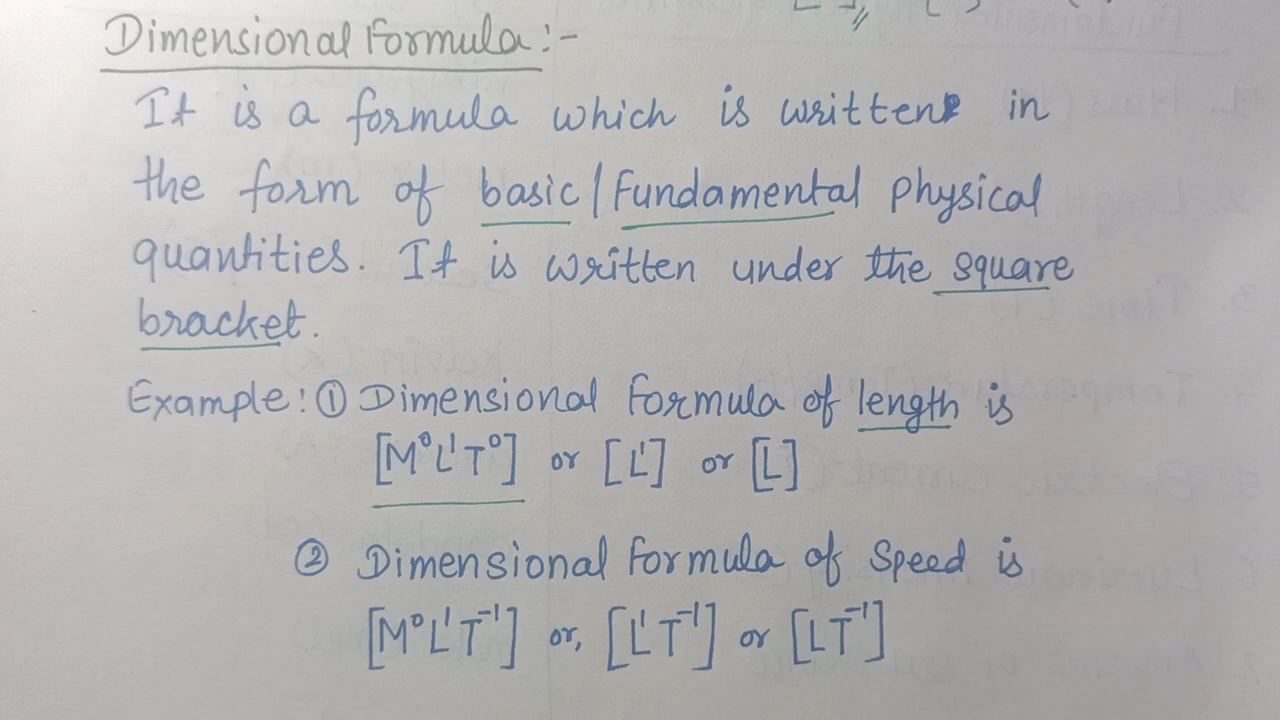 Dimensional Formula :-
It is a formula which is written in
the form of basic/Fundamental Physical
quantities. It is written under the square
bracket.
Example: ① Dimensional Formula of length is
[M⁰L¹T⁰] or [L¹] or [L]
② Dimensional Formula of Speed is
[M⁰L¹T⁻¹] or, [L¹T⁻¹] or [LT⁻¹]